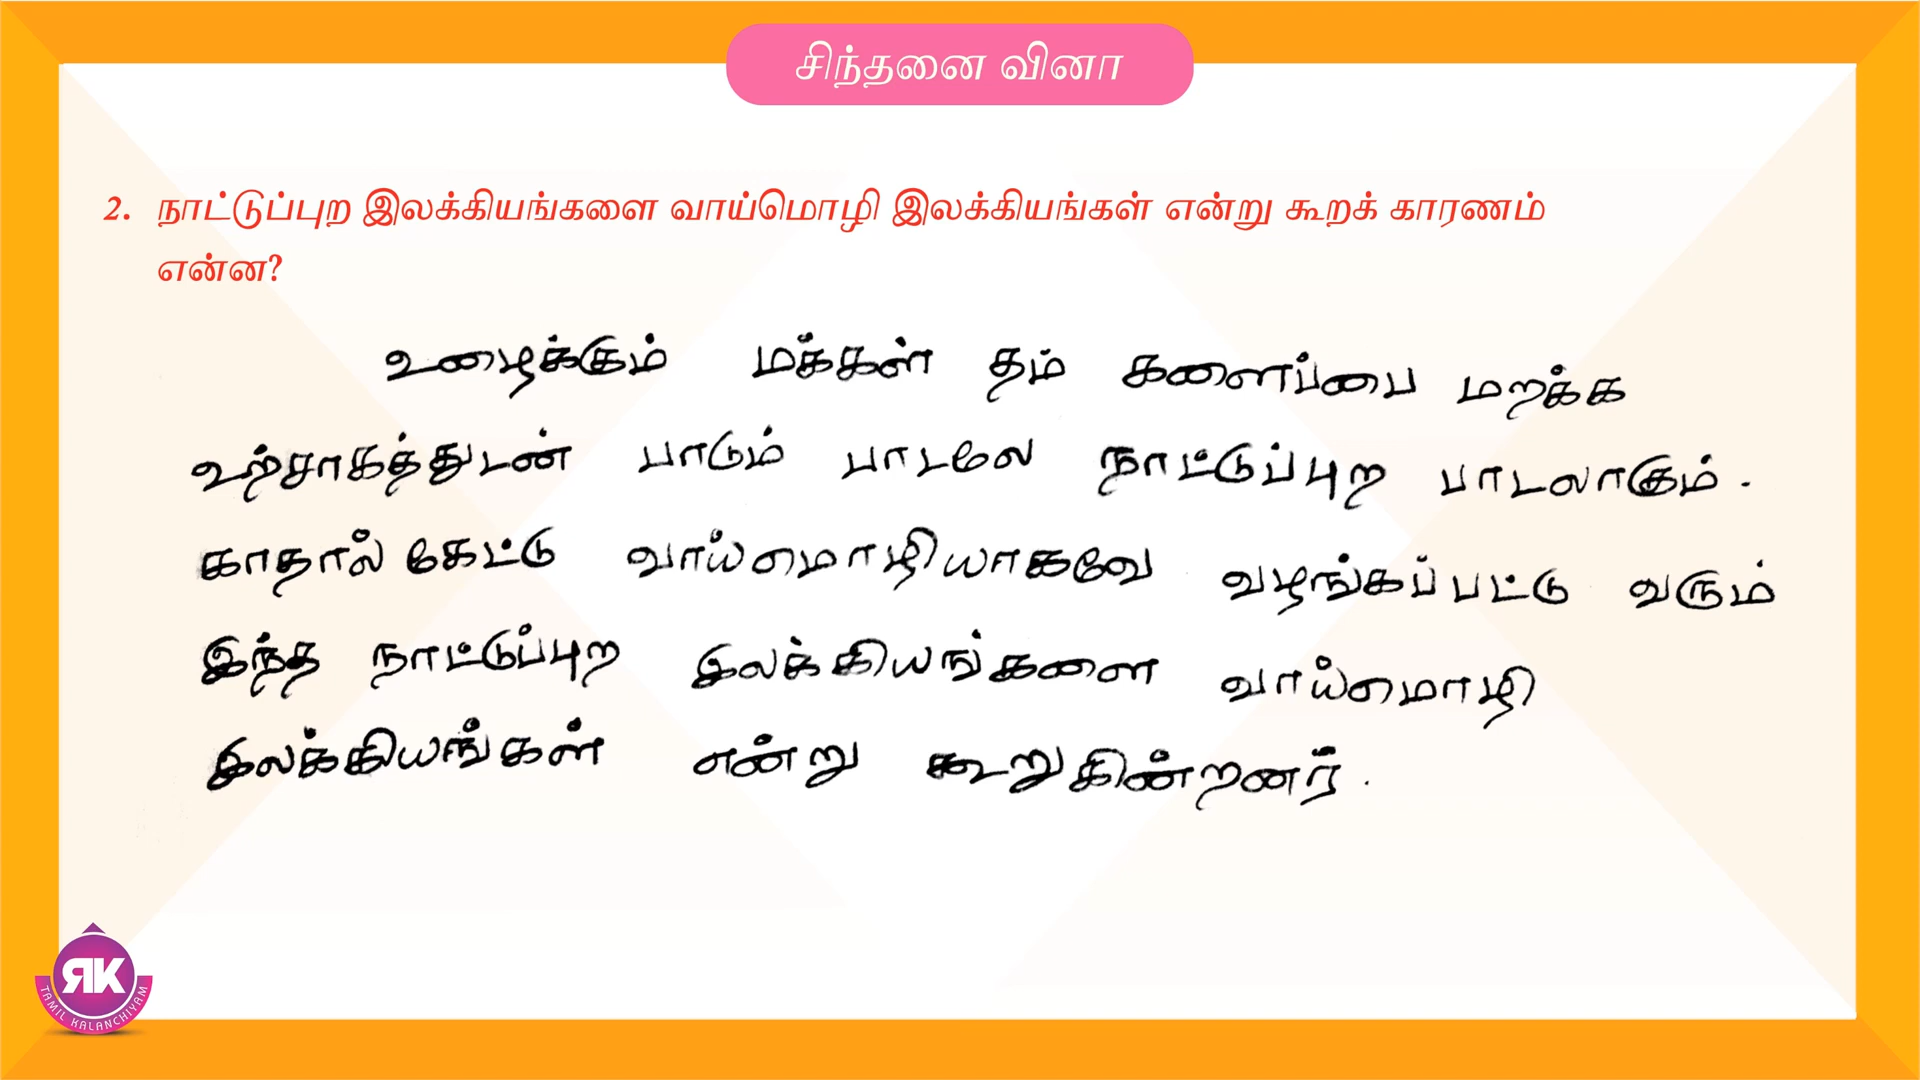 சிந்தனை வினா
2. நாட்டுப்புற இலக்கியங்களை வாய்மொழி இலக்கியங்கள் என்று கூறக் காரணம்
என்ன?
உழைக்கும் மக்கள் தம் களைப்பை மறக்க
உற்சாகத்துடன் பாடும் பாடலே நாட்டுப்புற பாடலாகும்.
காதால் கேட்டு வாய்மொழியாகவே வழங்கப்பட்டு வரும்
இந்த நாட்டுப்புற இலக்கியங்களை வாய்மொழி
இலக்கியங்கள் என்று கூறுகின்றனர்.
RK
TAMIL KALANCHIYAM